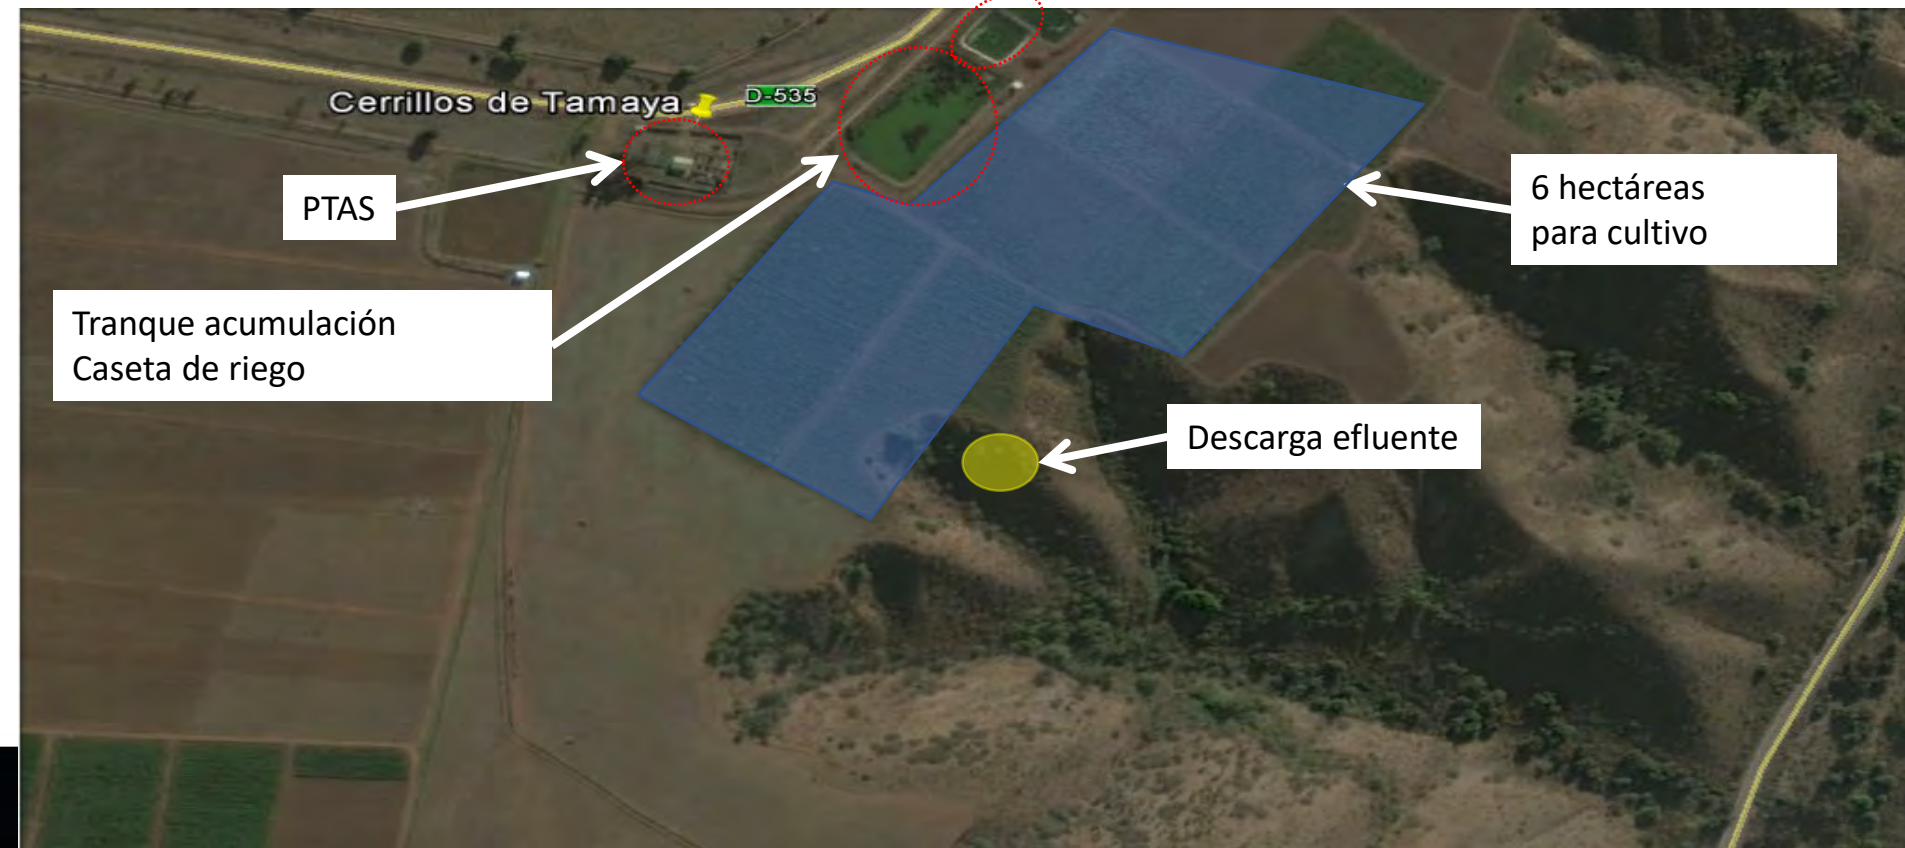 Cerrillos de Tamaya
D-535
PTAS
6 hectáreas
para cultivo
Tranque acumulación
Caseta de riego
Descarga efluente